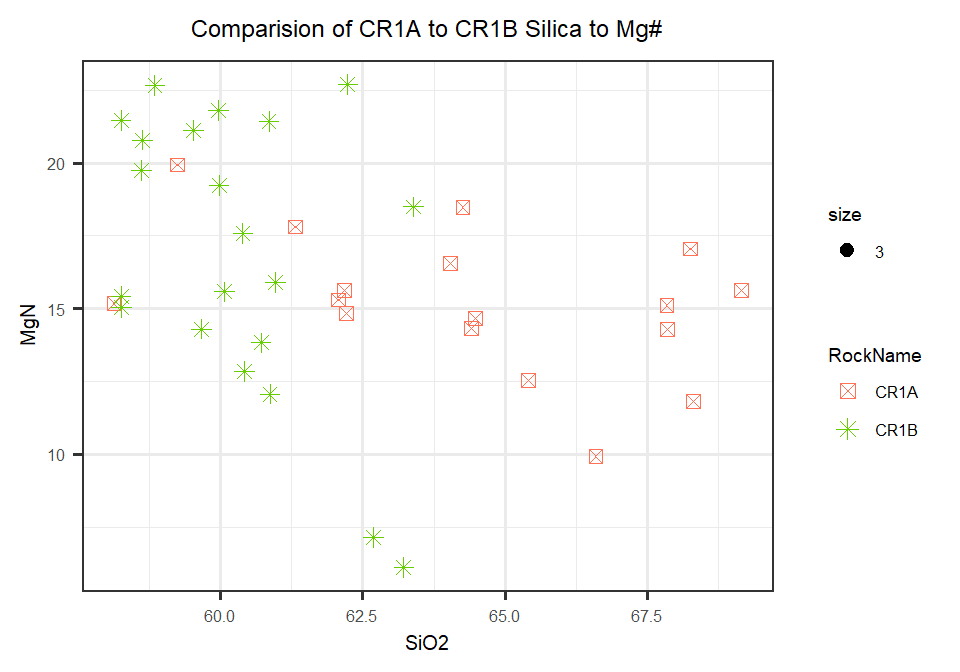 Comparision of CR1A to CR1B Silica to Mg#
MgN
20
15
10
60.0 62.5 65.0 67.5
SiO2
size
3
RockName
CR1A
CR1B